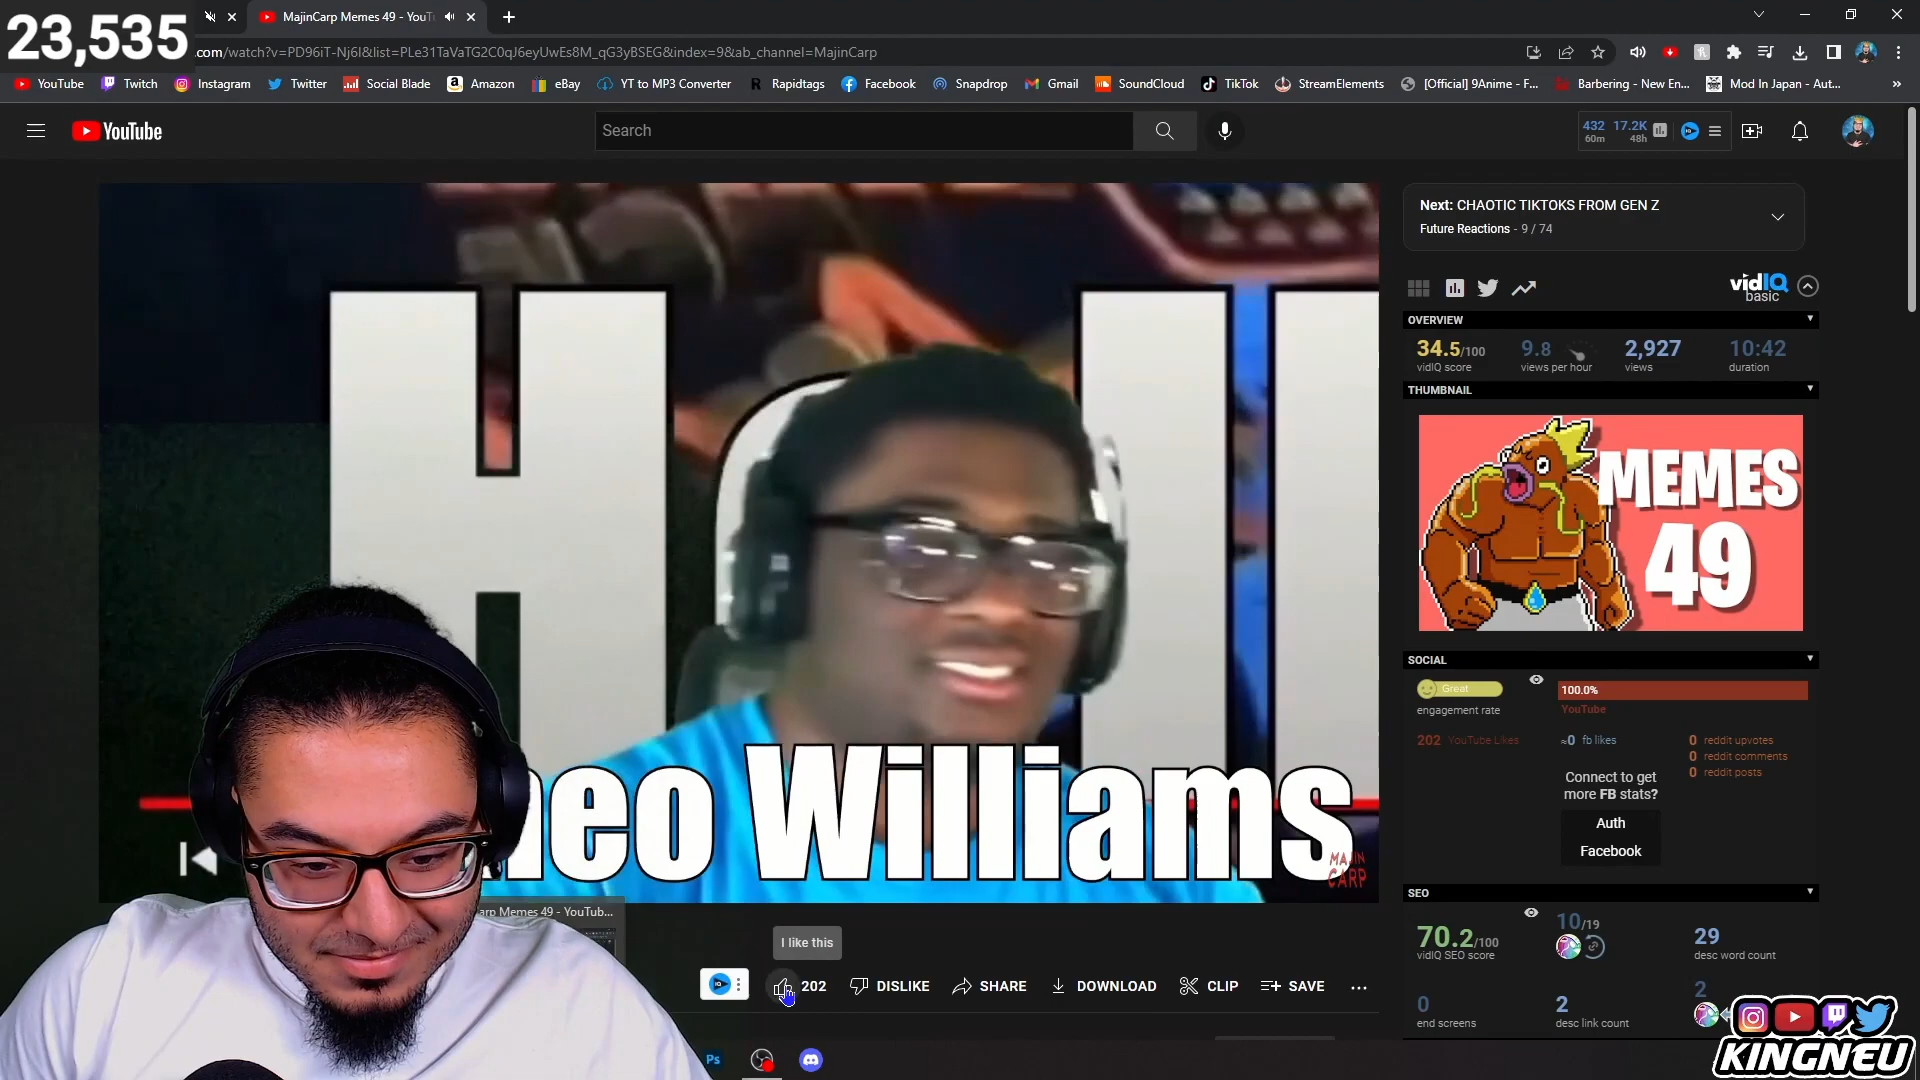 23,535
MajinCarp Memes 49 - YouT
.com/watch?v=PD96iT-Nj6I&list=PLe31TaVaTG2C0qJ6eyUwEs8M_qG3yBSEG&index=9&ab_channel=MajinCarp
YouTube
Twitch
Instagram
Twitter
Social Blade
Amazon
eBay
YT to MP3 Converter
Rapidtags
Facebook
Snapdrop
Gmail
SoundCloud
TikTok
StreamElements
[Official] 9Anime - F...
Barbering - New En...
Mod In Japan - Aut...
YouTube
Search
432
60m
17.2K
48h
Next: CHAOTIC TIKTOKS FROM GEN Z
Future Reactions - 9 / 74
vidIQ
basic
OVERVIEW
34.5/100
vidIQ score
9.8
views per hour
2,927
views
10:42
duration
THUMBNAIL
MEMES
49
SOCIAL
Great
engagement rate
100.0%
YouTube
202 YouTube Likes
≈0 fb likes
0 reddit upvotes
0 reddit comments
0 reddit posts
Connect to get
more FB stats?
Auth
Facebook
SEO
70.2/100
vidIQ SEO score
10/19
29
desc word count
0
end screens
2
desc link count
2
neo Williams
MAJIN
CARP
arp Memes 49 - YouTub...
I like this
202
DISLIKE
SHARE
DOWNLOAD
CLIP
SAVE
Ps
KINGNEU